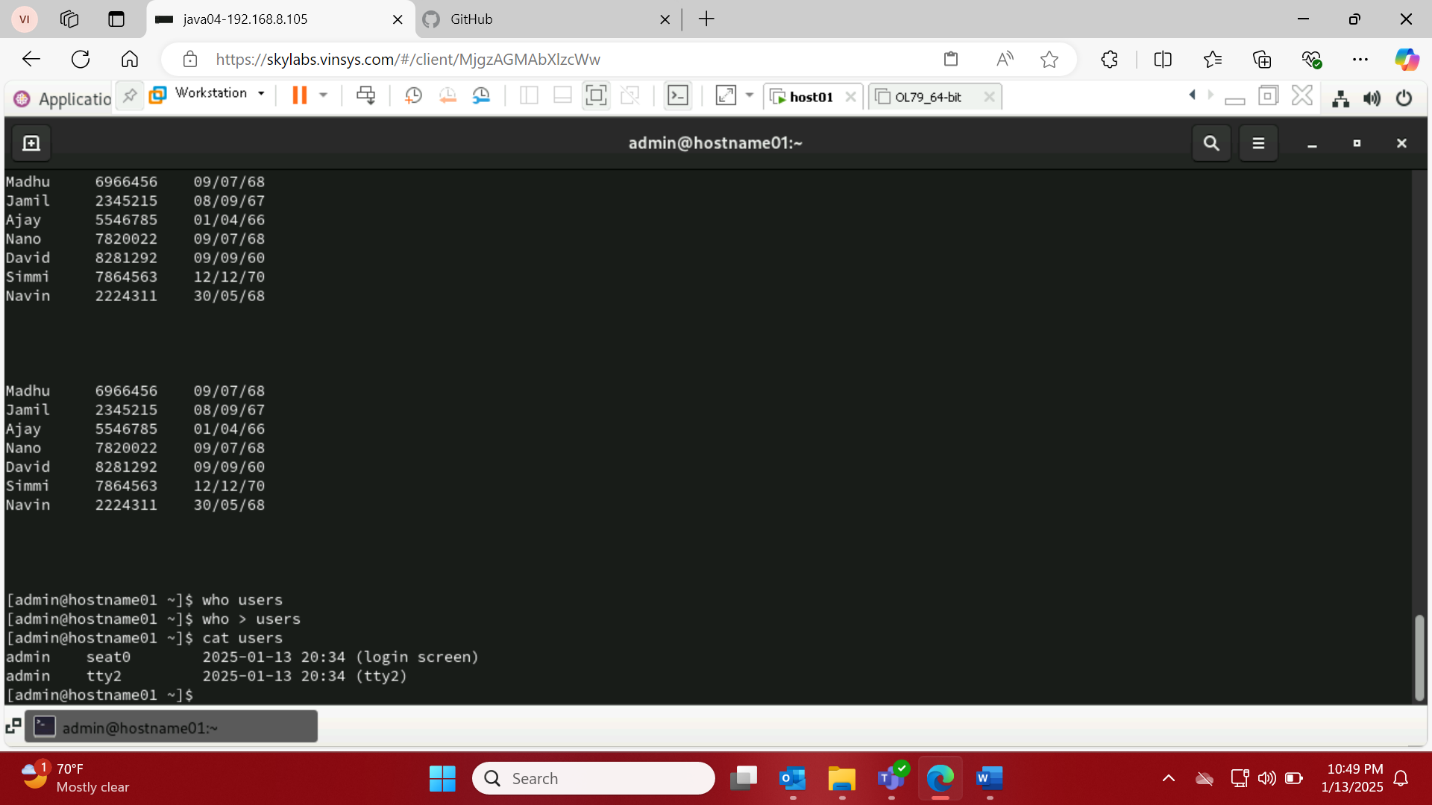 VI
java04-192.168.8.105
GitHub
https://skylabs.vinsys.com/#/client/MjgzAGMAbXlzcWw
Applicatio
Workstation
host01
OL79_64-bit
admin@hostname01:~
Madhu 6966456 09/07/68
Jamil 2345215 08/09/67
Ajay 5546785 01/04/66
Nano 7820022 09/07/68
David 8281292 09/09/60
Simmi 7864563 12/12/70
Navin 2224311 30/05/68
Madhu 6966456 09/07/68
Jamil 2345215 08/09/67
Ajay 5546785 01/04/66
Nano 7820022 09/07/68
David 8281292 09/09/60
Simmi 7864563 12/12/70
Navin 2224311 30/05/68
[admin@hostname01 ~]$ who users
[admin@hostname01 ~]$ who > users
[admin@hostname01 ~]$ cat users
admin seat0 2025-01-13 20:34 (login screen)
admin tty2 2025-01-13 20:34 (tty2)
[admin@hostname01 ~]$
admin@hostname01:~
1
70°F
Mostly clear
Search
10:49 PM
1/13/2025